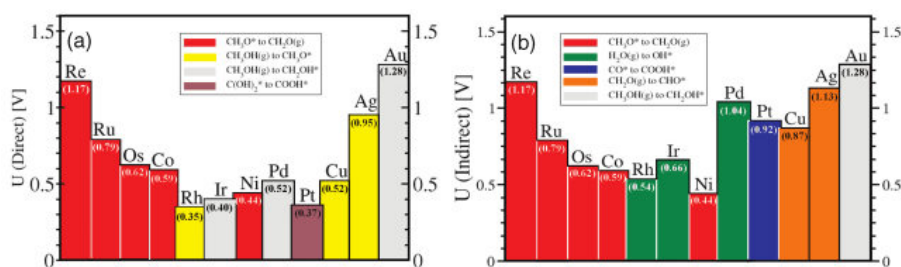 (a)
CH₃O* to CH₂O(g)
CH₃OH(g) to CH₃O*
CH₃OH(g) to CH₂OH*
C(OH)₂* to COOH*
U (Direct) [V]
1.5
1
0.5
0
Re
(1.17)
Ru
(0.79)
Os
(0.62)
Co
(0.59)
Rh
(0.35)
Ir
(0.40)
Ni
(0.44)
Pd
(0.52)
Pt
(0.37)
Cu
(0.52)
Ag
(0.95)
Au
(1.28)
1.5
1
0.5
0
(b)
CH₃O* to CH₂O(g)
H₂O(g) to OH*
CO* to COOH*
CH₂O(g) to CHO*
CH₃OH(g) to CH₂OH*
U (Indirect) [V]
1.5
1
0.5
0
Re
(1.17)
Ru
(0.79)
Os
(0.62)
Co
(0.59)
Rh
(0.54)
Ir
(0.66)
Ni
(0.44)
Pd
(1.04)
Pt
(0.92)
Cu
(0.87)
Ag
(1.13)
Au
(1.28)
1.5
1
0.5
0